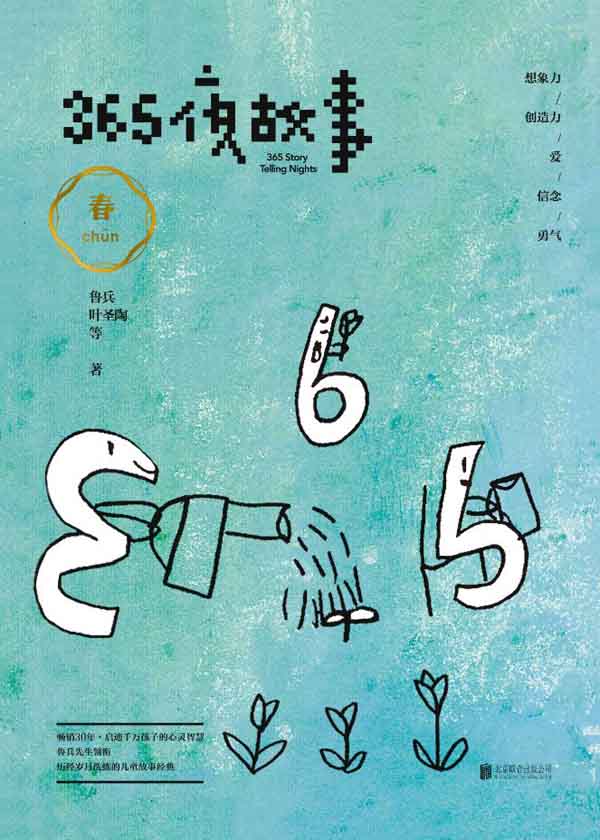 365夜故事
365 Story
Telling Nights
想象力
/
创造力
/
爱
/
信念
/
勇气
春
chun
鲁兵
叶圣陶
等
著
畅销30年·启迪千万孩子的心灵智慧
鲁兵先生领衔
历经岁月洗练的儿童故事经典
北京联合出版公司